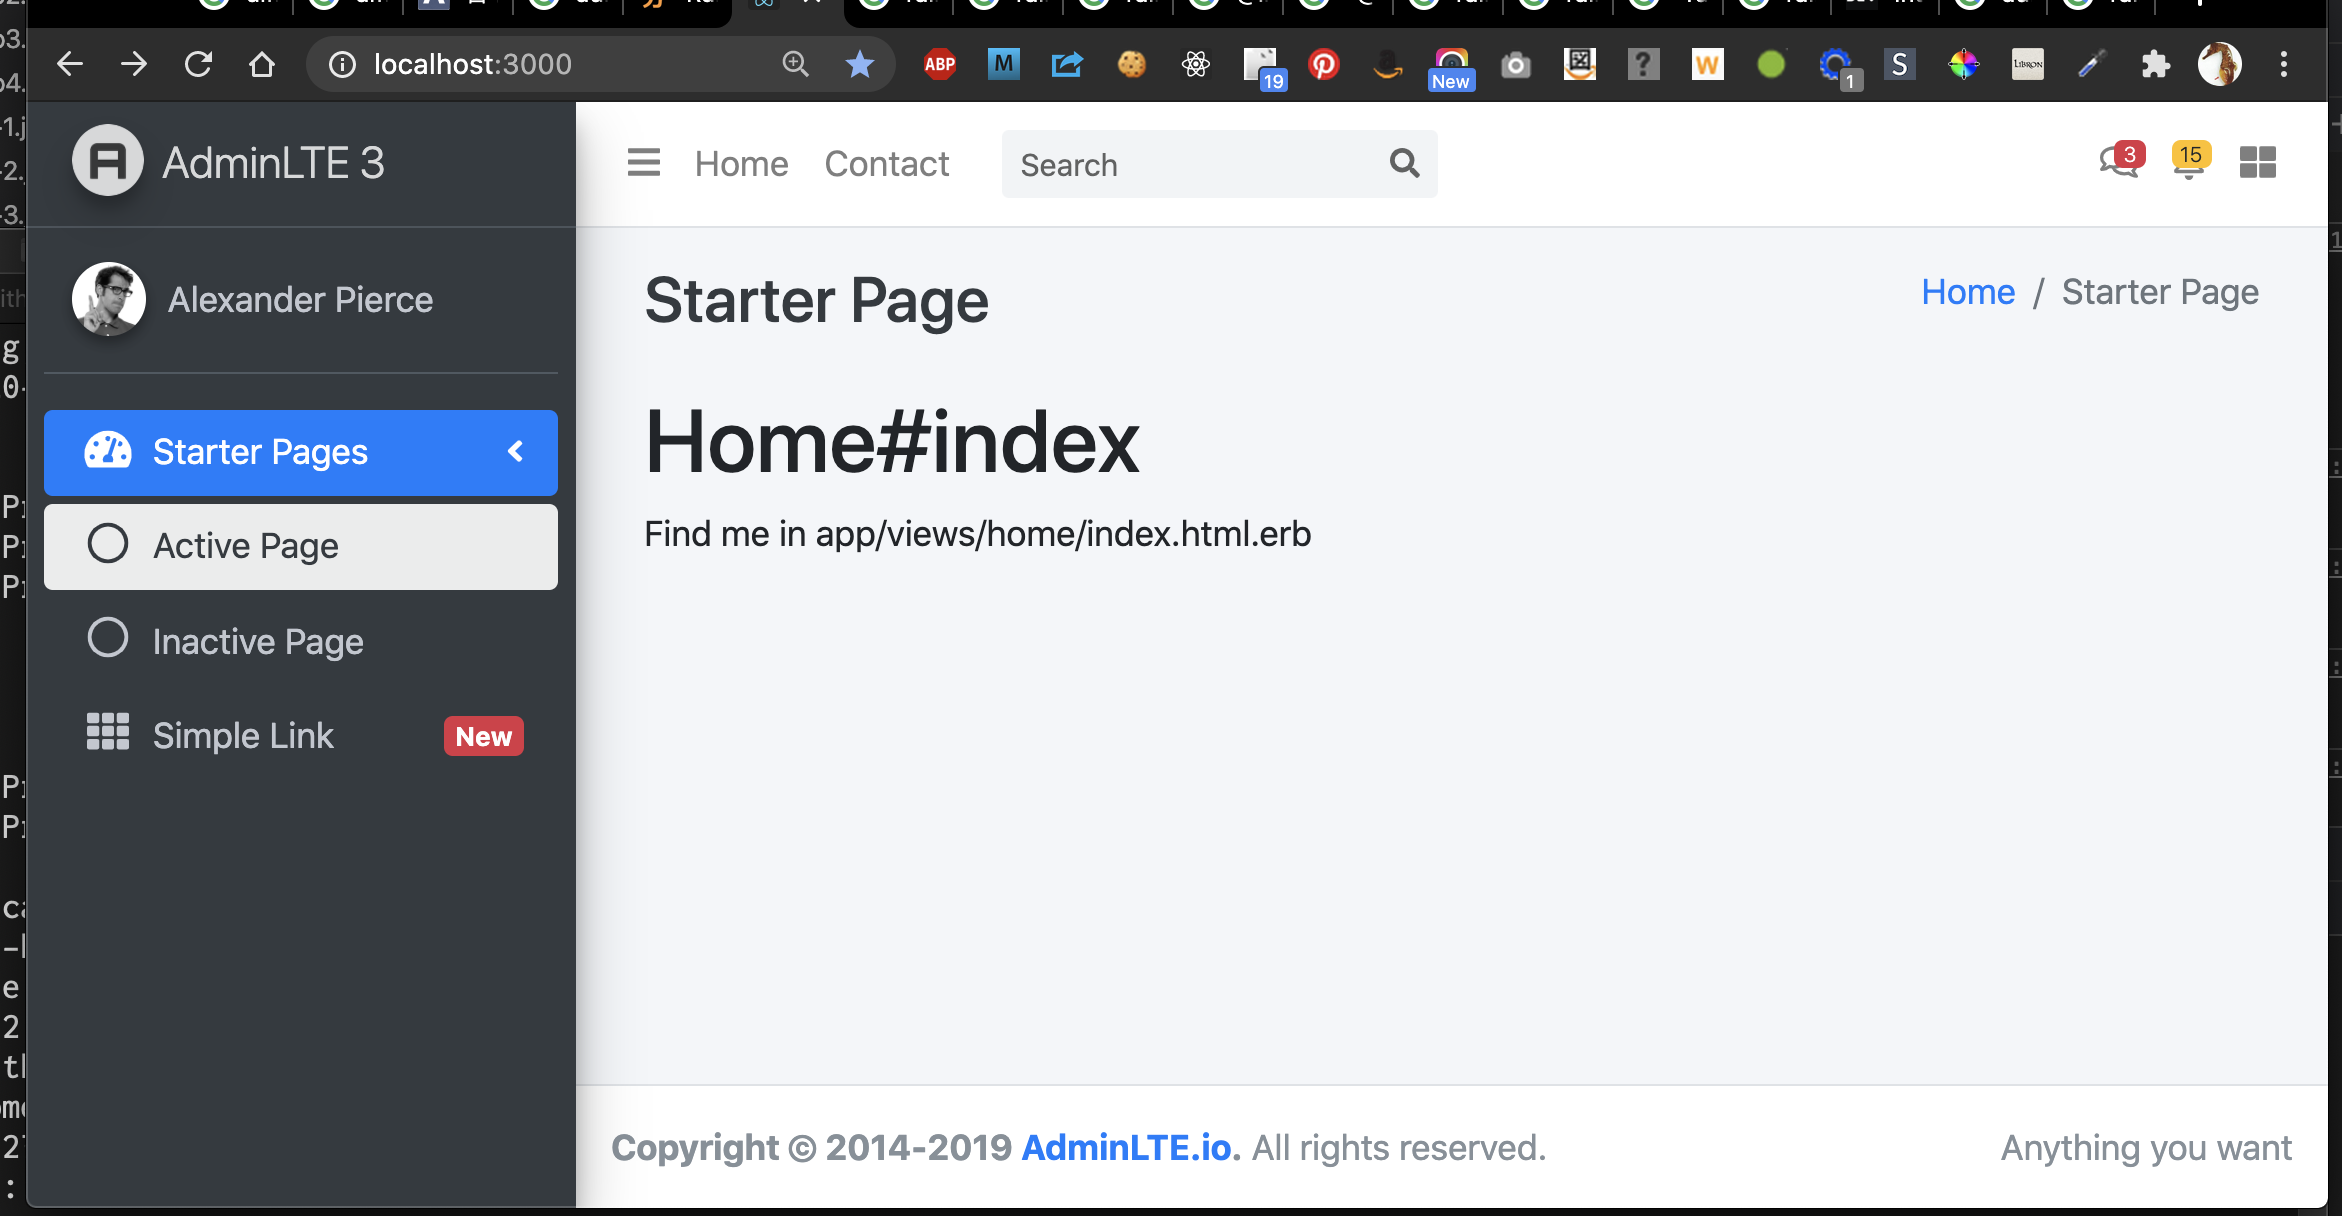 localhost:3000
ABP
M
19
New
?
W
1
S
LIBRON
AdminLTE 3
Home
Contact
Search
3
15
Alexander Pierce
Starter Page
Home / Starter Page
Starter Pages
Active Page
Inactive Page
Simple Link
New
Home#index
Find me in app/views/home/index.html.erb
Copyright © 2014-2019 AdminLTE.io. All rights reserved.
Anything you want